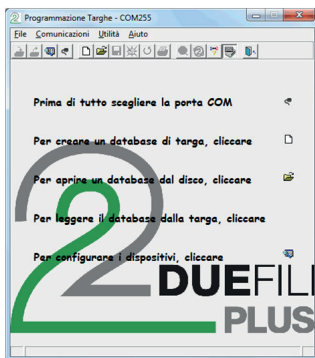 Programmazione Targhe - COM255
File Comunicazioni Utilità Aiuto
Prima di tutto scegliere la porta COM
Per creare un database di targa, cliccare
Per aprire un database dal disco, cliccare
Per leggere il database dalla targa, cliccare
Per configurare i dispositivi, cliccare
2
DUEFILI
PLUS